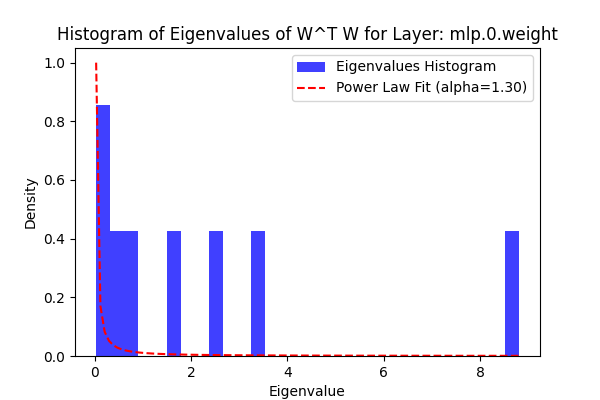 Histogram of Eigenvalues of W^T W for Layer: mlp.0.weight
Eigenvalues Histogram
Power Law Fit (alpha=1.30)
Density
1.0
0.8
0.6
0.4
0.2
0.0
0 2 4 6 8
Eigenvalue